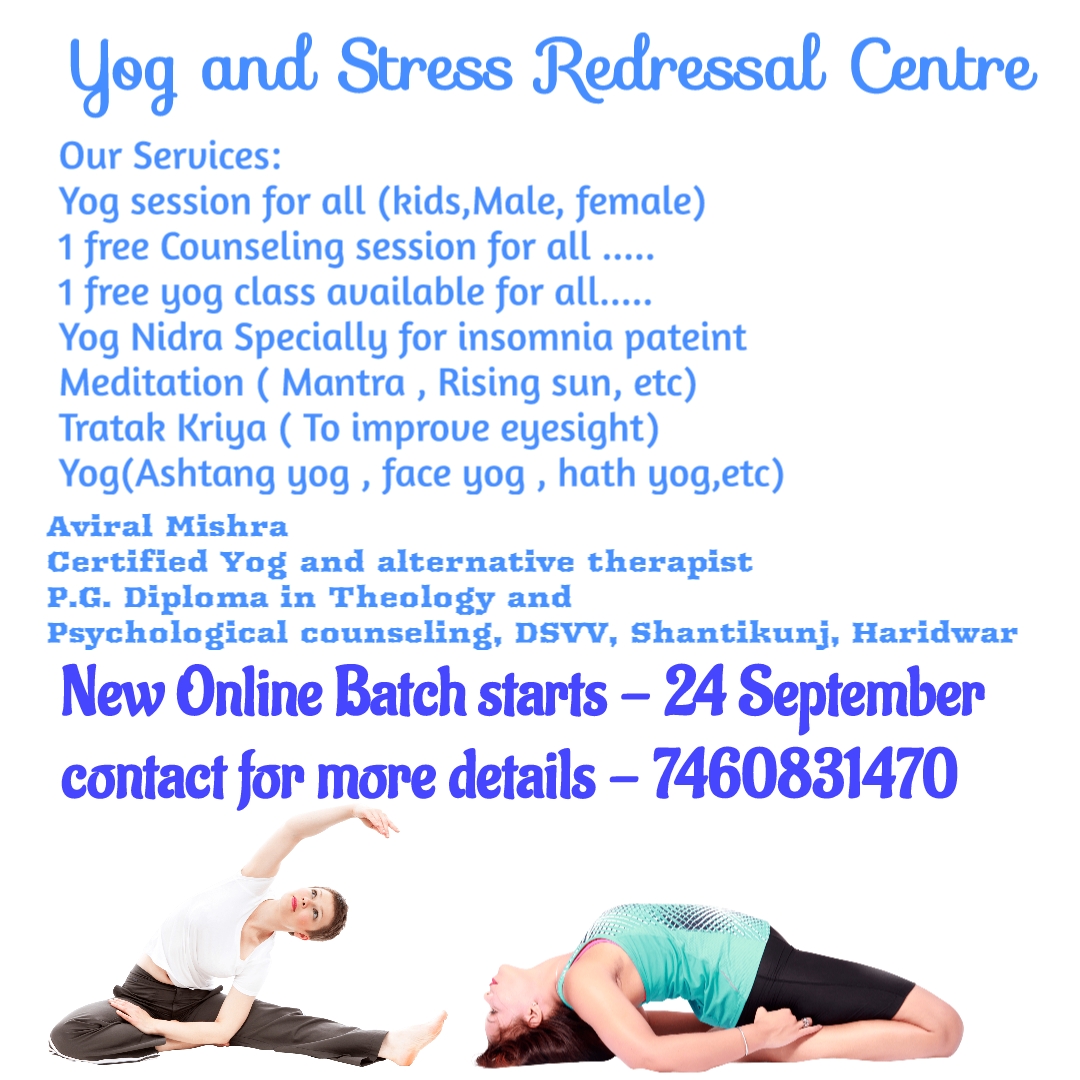 Yog and Stress Redressal Centre
Our Services:
Yog session for all (kids,Male, female)
1 free Counseling session for all .....
1 free yog class available for all.....
Yog Nidra Specially for insomnia pateint
Meditation ( Mantra , Rising sun, etc)
Tratak Kriya ( To improve eyesight)
Yog(Ashtang yog , face yog , hath yog,etc)
Aviral Mishra
Certified Yog and alternative therapist
P.G. Diploma in Theology and
Psychological counseling, DSVV, Shantikunj, Haridwar
New Online Batch starts – 24 September
contact for more details – 7460831470